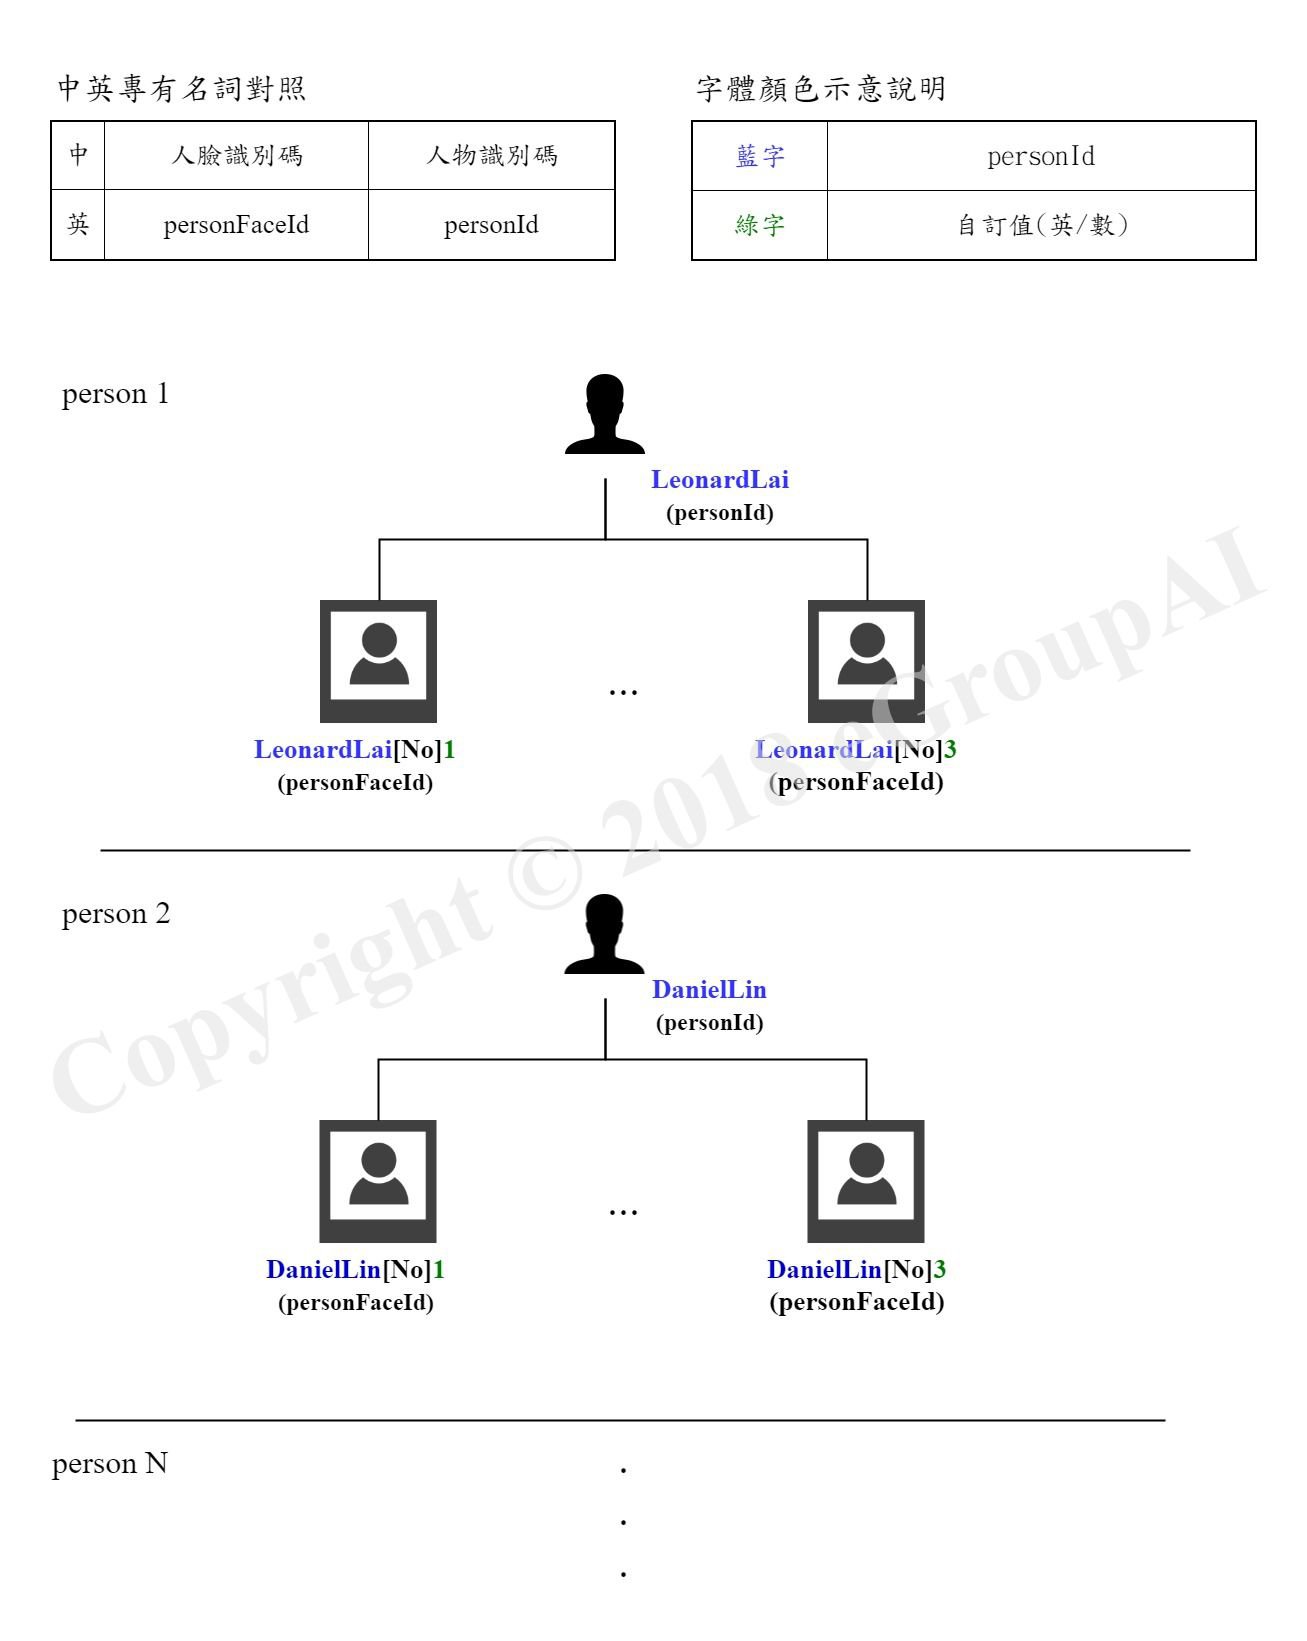 中英專有名詞對照
中 人臉識別碼 人物識別碼
英 personFaceId personId
字體顏色示意說明
藍字 personId
綠字 自訂值(英/數)
person 1
LeonardLai
(personId)
...
LeonardLai[No]1
(personFaceId)
LeonardLai[No]3
(personFaceId)
person 2
DanielLin
(personId)
...
DanielLin[No]1
(personFaceId)
DanielLin[No]3
(personFaceId)
person N
.
.
.
Copyright © 2018 eGroupAI